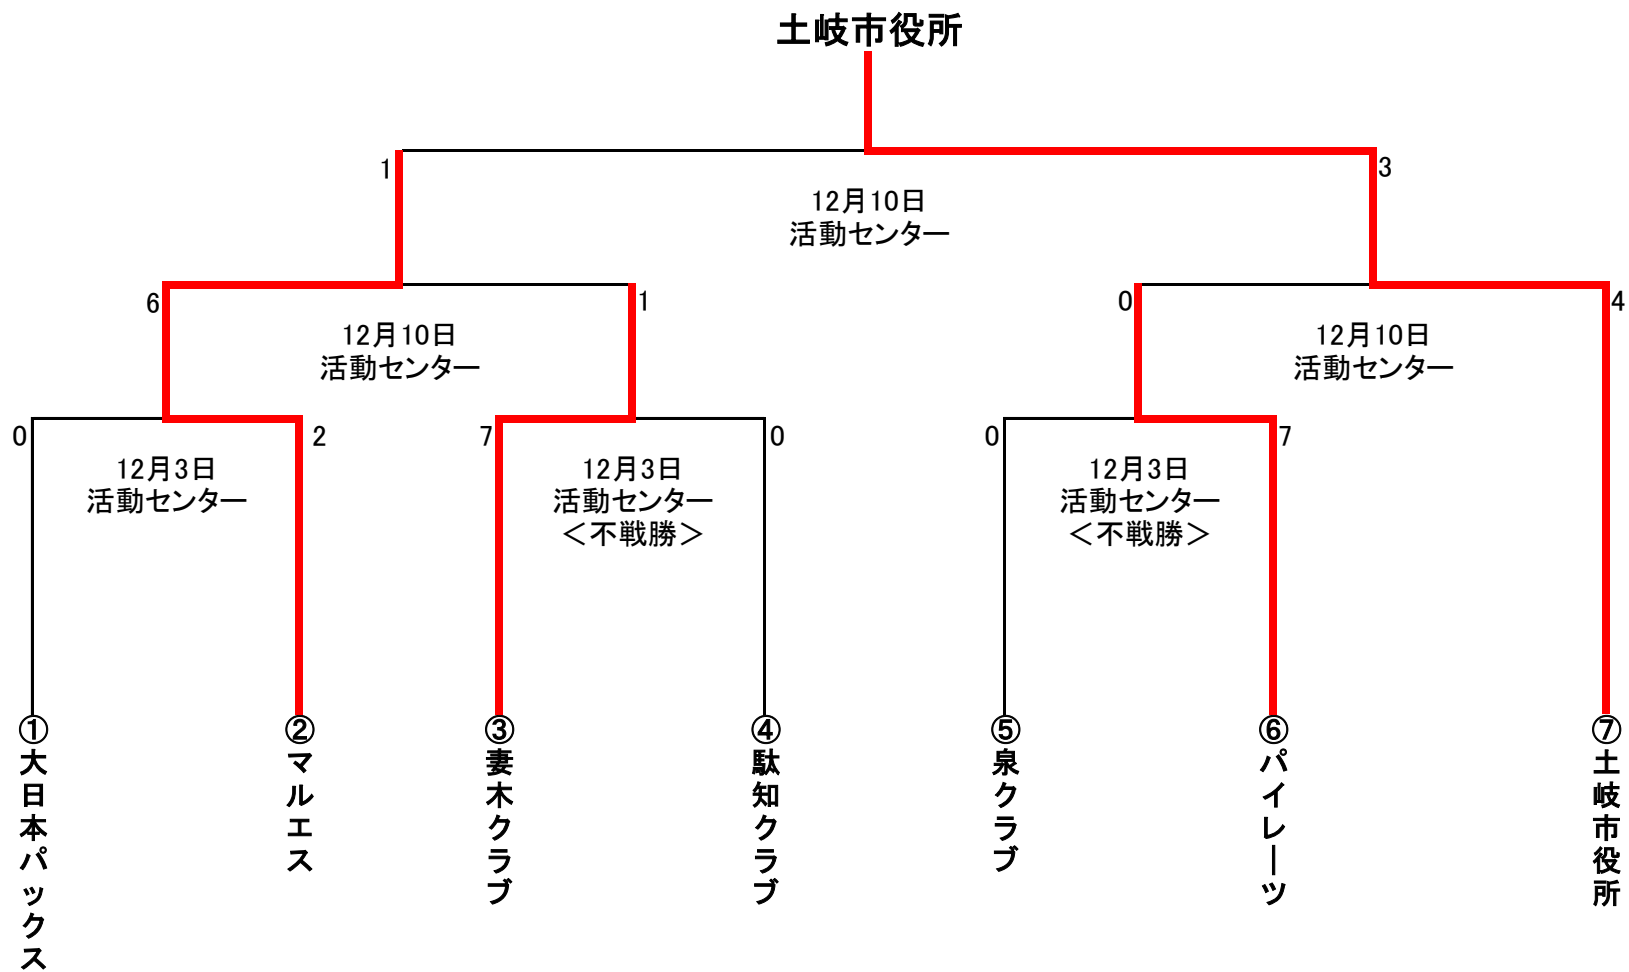 土岐市役所
1
3
12月10日
活動センター
6
1
0
4
12月10日
活動センター
12月10日
活動センター
0
2
7
0
0
7
12月3日
活動センター
12月3日
活動センター
＜不戦勝＞
12月3日
活動センター
＜不戦勝＞
①大日本パックス
②マルエス
③妻木クラブ
④駄知クラブ
⑤泉クラブ
⑥パイレーツ
⑦土岐市役所